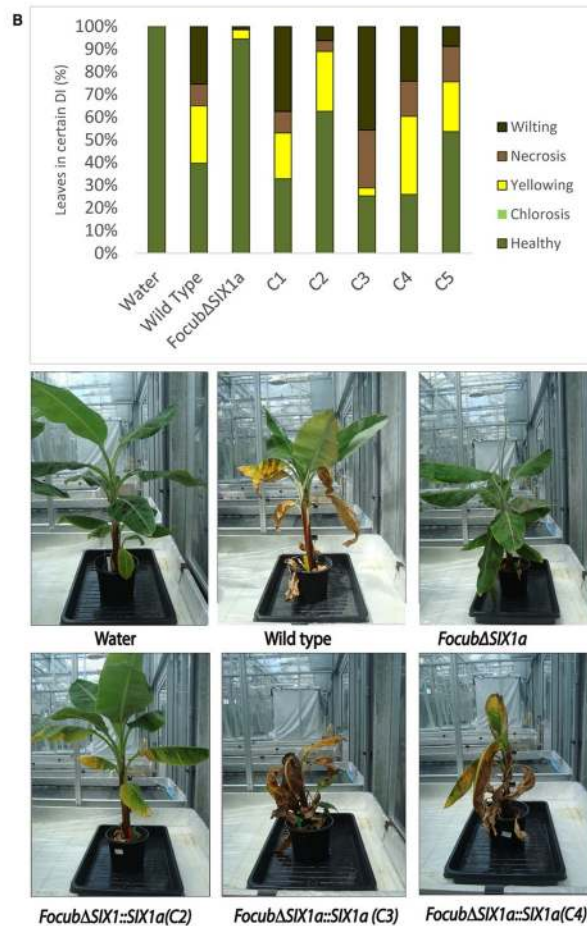 B
Leaves in certain DI (%)
100%
90%
80%
70%
60%
50%
40%
30%
20%
10%
0%
Water
Wild Type
FocubΔSIX1a
C1
C2
C3
C4
C5
Wilting
Necrosis
Yellowing
Chlorosis
Healthy
Water Wild type FocubΔSIX1a
FocubΔSIX1::SIX1a(C2) FocubΔSIX1a::SIX1a (C3) FocubΔSIX1a::SIX1a(C4)